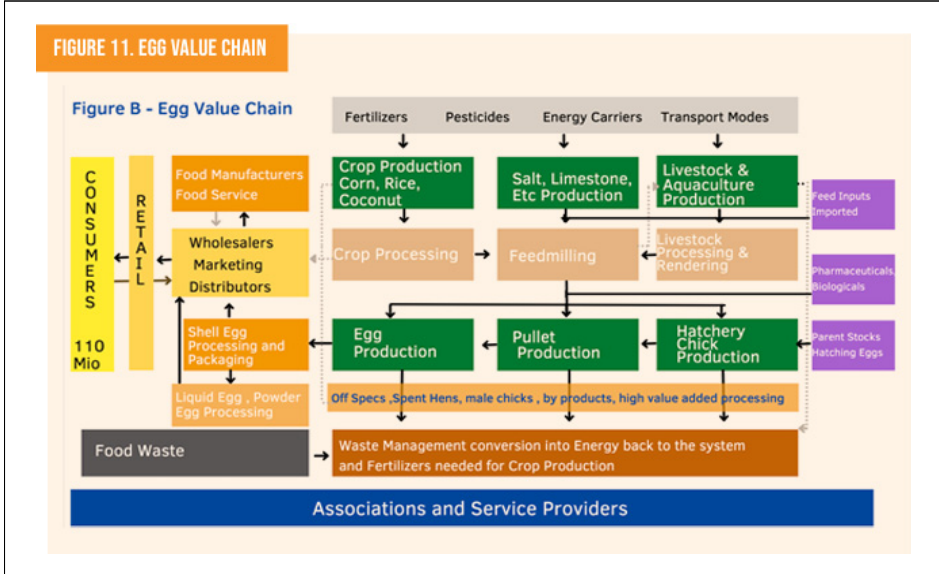 FIGURE 11. EGG VALUE CHAIN
Figure B - Egg Value Chain
Fertilizers Pesticides Energy Carriers Transport Modes
CONSUMERS
110
Mio
RETAIL
Food Manufacturers
Food Service
Crop Production
Corn, Rice,
Coconut
Salt, Limestone,
Etc Production
Livestock &
Aquaculture
Production
Feed Inputs
Imported
Wholesalers
Marketing
Distributors
Crop Processing
Feedmilling
Livestock
Processing &
Rendering
Pharmaceuticals,
Biologicals
Shell Egg
Processing and
Packaging
Egg
Production
Pullet
Production
Hatchery
Chick
Production
Parent Stocks
Hatching Eggs
Liquid Egg , Powder
Egg Processing
Off Specs ,Spent Hens, male chicks , by products, high value added processing
Food Waste
Waste Management conversion into Energy back to the system
and Fertilizers needed for Crop Production
Associations and Service Providers